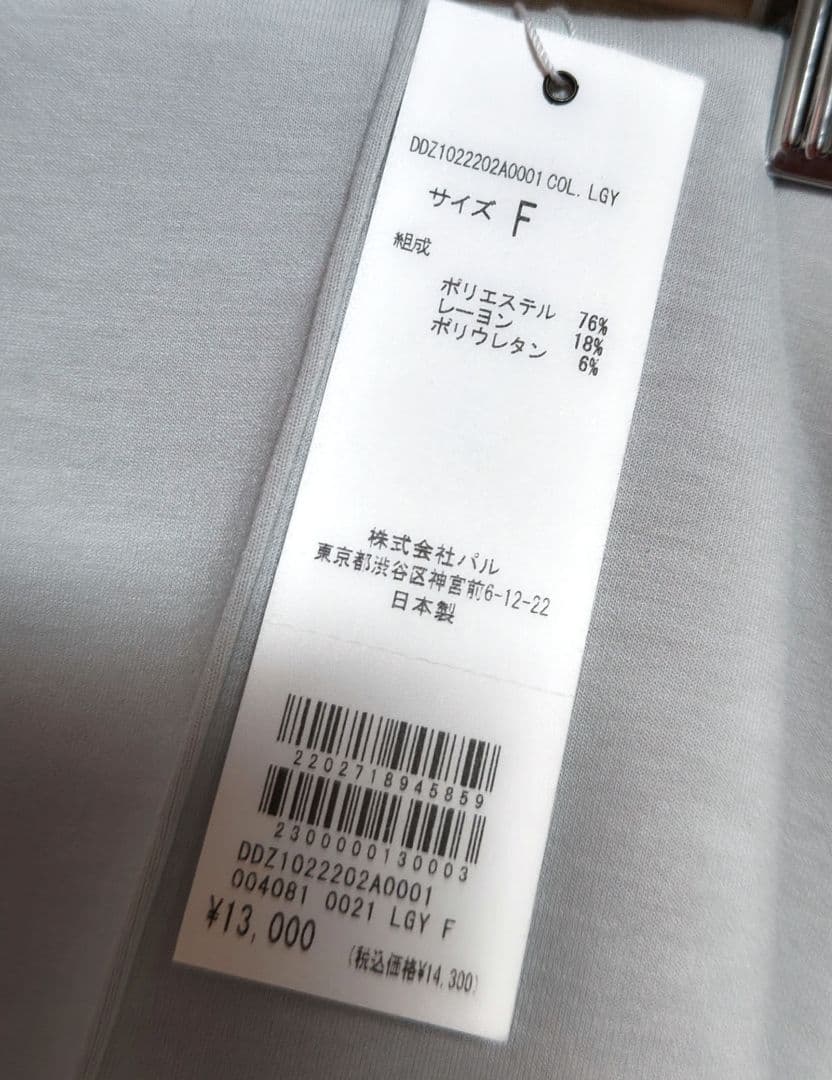 DDZ1022202A0001 COL. LGY
サイズ F
組成
ポリエステル 76%
レーヨン 18%
ポリウレタン 6%
株式会社パル
東京都渋谷区神宮前6-12-22
日本製
2202718945859
2300000130003
DDZ1022202A0001
004081 0021 LGY F
¥13,000
(税込価格¥14,300)